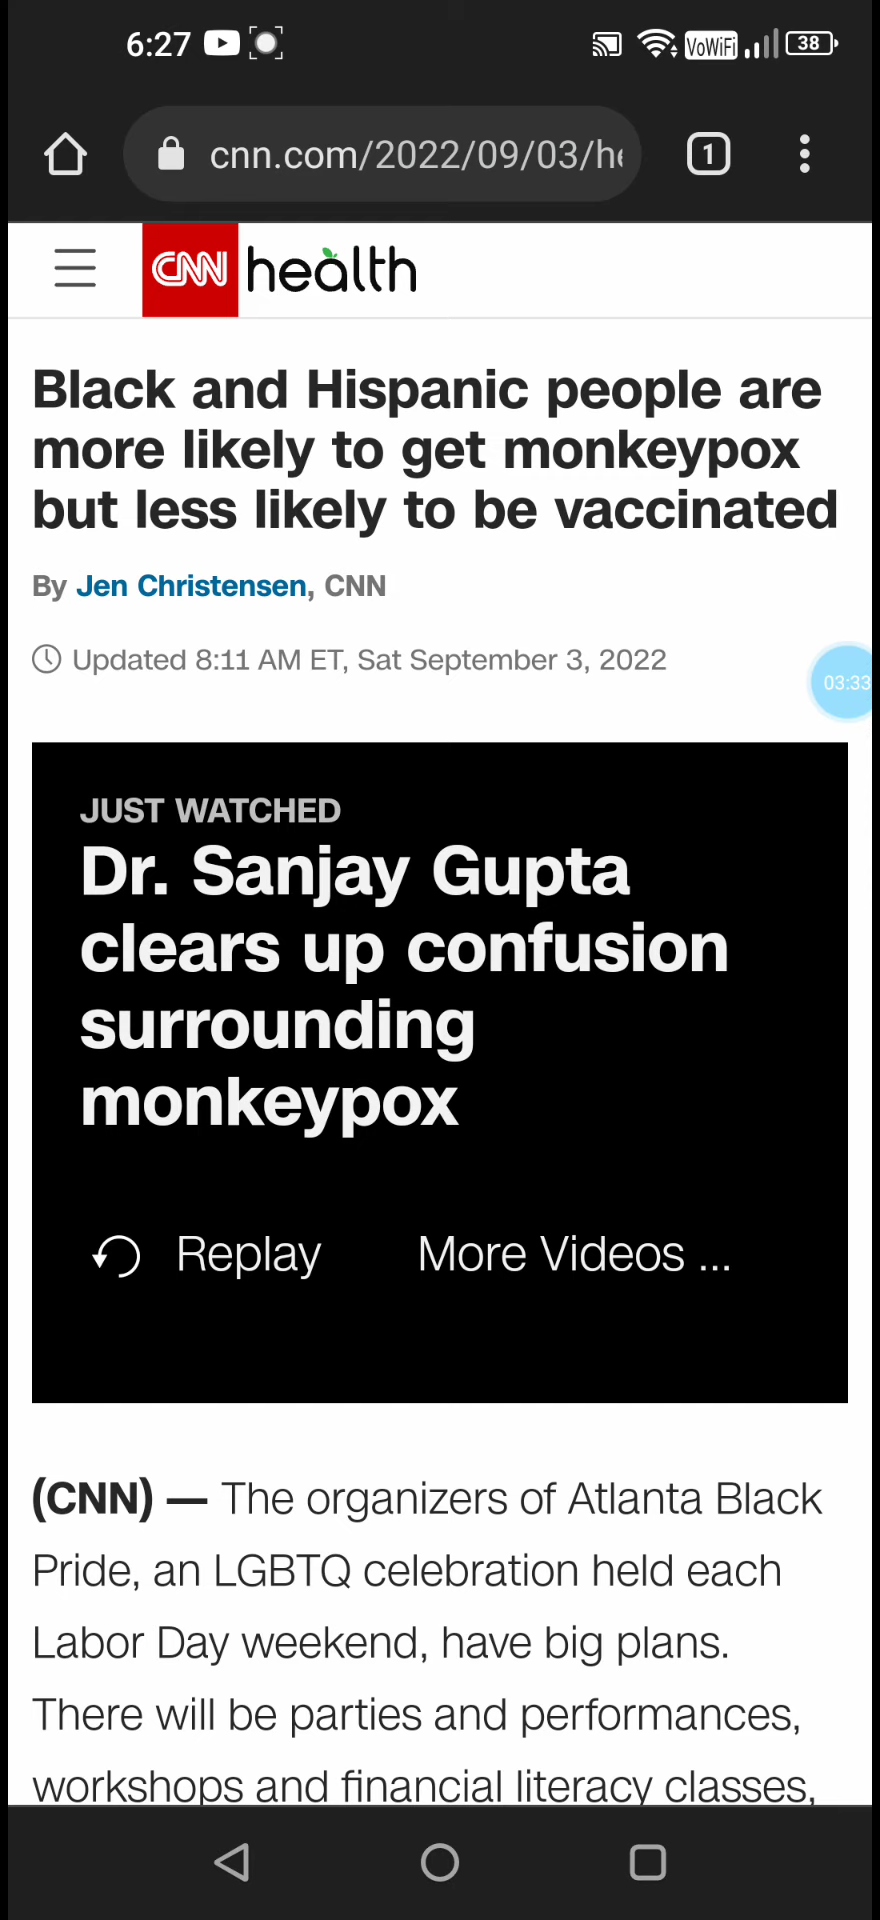 6:27
VoWiFi
38
cnn.com/2022/09/03/he
1
CNN health
Black and Hispanic people are
more likely to get monkeypox
but less likely to be vaccinated
By Jen Christensen, CNN
Updated 8:11 AM ET, Sat September 3, 2022
03:33
JUST WATCHED
Dr. Sanjay Gupta
clears up confusion
surrounding
monkeypox
Replay More Videos ...
(CNN) — The organizers of Atlanta Black
Pride, an LGBTQ celebration held each
Labor Day weekend, have big plans.
There will be parties and performances,
workshops and financial literacy classes,